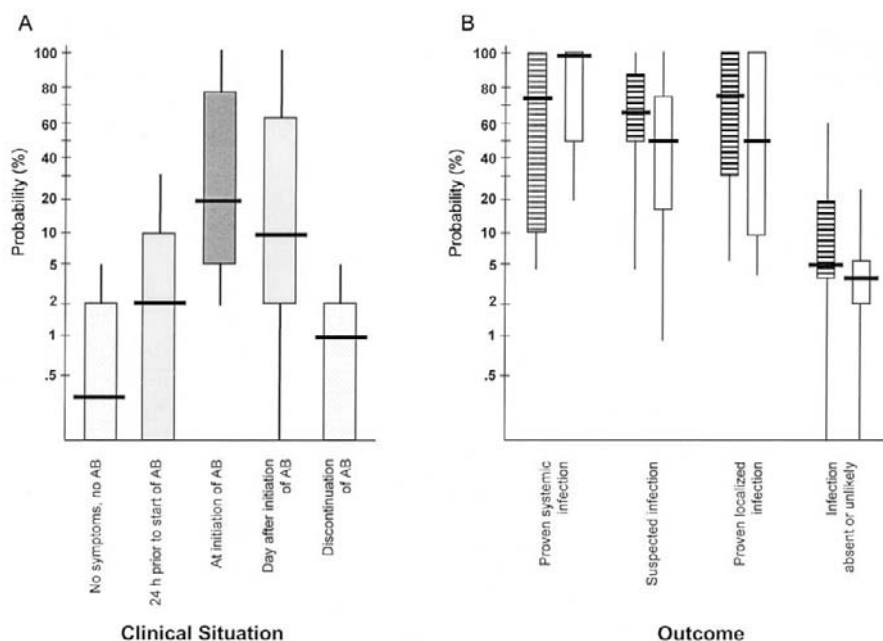 A
Probability (%)
100
80
60
40
20
10
5
2
1
.5
No symptoms, no AB
24 h prior to start of AB
At initiation of AB
Day after initiation
of AB
Discontinuation
of AB
Clinical Situation
B
Probability (%)
100
80
60
40
20
10
5
2
1
.5
Proven systemic
infection
Suspected infection
Proven localized
infection
Infection
absent or unlikely
Outcome